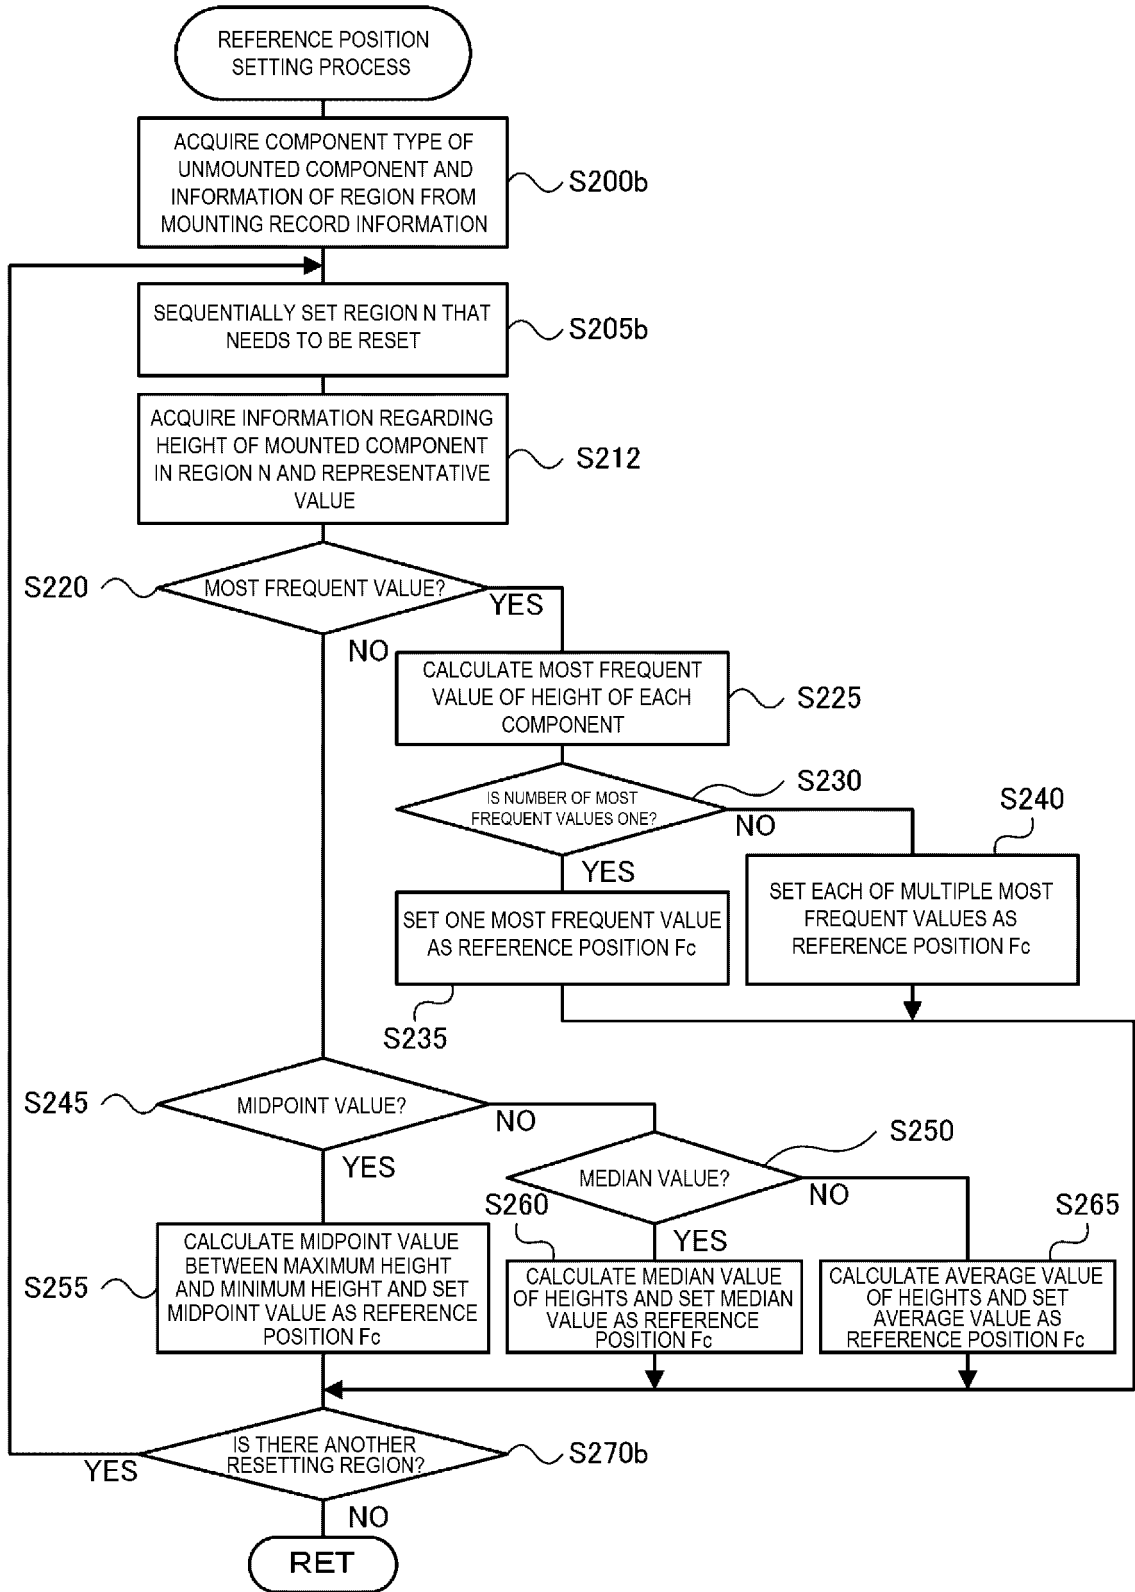 REFERENCE POSITION
SETTING PROCESS
ACQUIRE COMPONENT TYPE OF
UNMOUNTED COMPONENT AND
INFORMATION OF REGION FROM
MOUNTING RECORD INFORMATION
S200b
SEQUENTIALLY SET REGION N THAT
NEEDS TO BE RESET
S205b
ACQUIRE INFORMATION REGARDING
HEIGHT OF MOUNTED COMPONENT
IN REGION N AND REPRESENTATIVE
VALUE
S212
S220
MOST FREQUENT VALUE?
YES
NO
CALCULATE MOST FREQUENT
VALUE OF HEIGHT OF EACH
COMPONENT
S225
IS NUMBER OF MOST
FREQUENT VALUES ONE?
S230
NO
YES
S240
SET ONE MOST FREQUENT VALUE
AS REFERENCE POSITION Fc
S235
SET EACH OF MULTIPLE MOST
FREQUENT VALUES AS
REFERENCE POSITION Fc
S245
MIDPOINT VALUE?
NO
YES
MEDIAN VALUE?
S250
NO
YES
S255
CALCULATE MIDPOINT VALUE
BETWEEN MAXIMUM HEIGHT
AND MINIMUM HEIGHT AND SET
MIDPOINT VALUE AS REFERENCE
POSITION Fc
S260
CALCULATE MEDIAN VALUE
OF HEIGHTS AND SET MEDIAN
VALUE AS REFERENCE
POSITION Fc
S265
CALCULATE AVERAGE VALUE
OF HEIGHTS AND SET
AVERAGE VALUE AS
REFERENCE POSITION Fc
IS THERE ANOTHER
RESETTING REGION?
S270b
YES
NO
RET